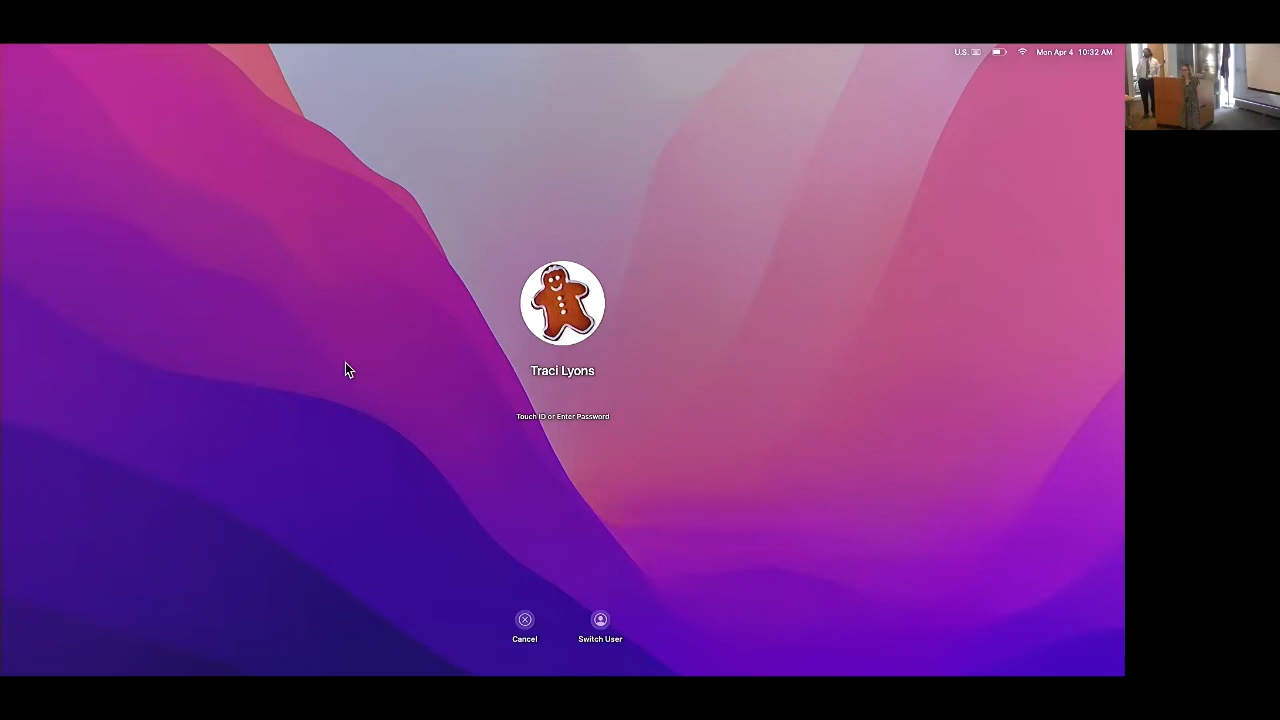 U.S. Mon Apr 4 10:32 AM
Traci Lyons
Touch ID or Enter Password
Cancel Switch User